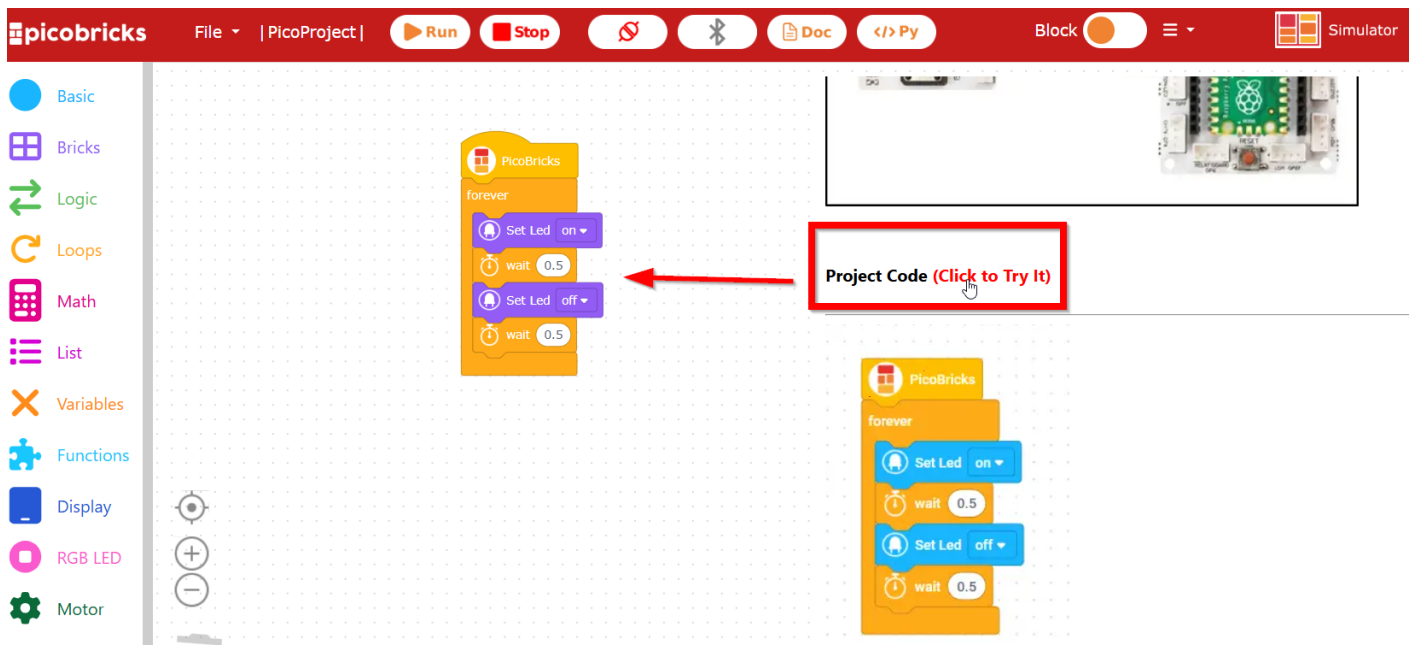 picobricks
File
|PicoProject|
Run
Stop
Doc
</> Py
Block
Simulator
Basic
Bricks
Logic
Loops
Math
List
Variables
Functions
Display
RGB LED
Motor
PicoBricks
forever
Set Led on
wait 0.5
Set Led off
wait 0.5
RESET
Project Code (Click to Try It)
PicoBricks
forever
Set Led on
wait 0.5
Set Led off
wait 0.5